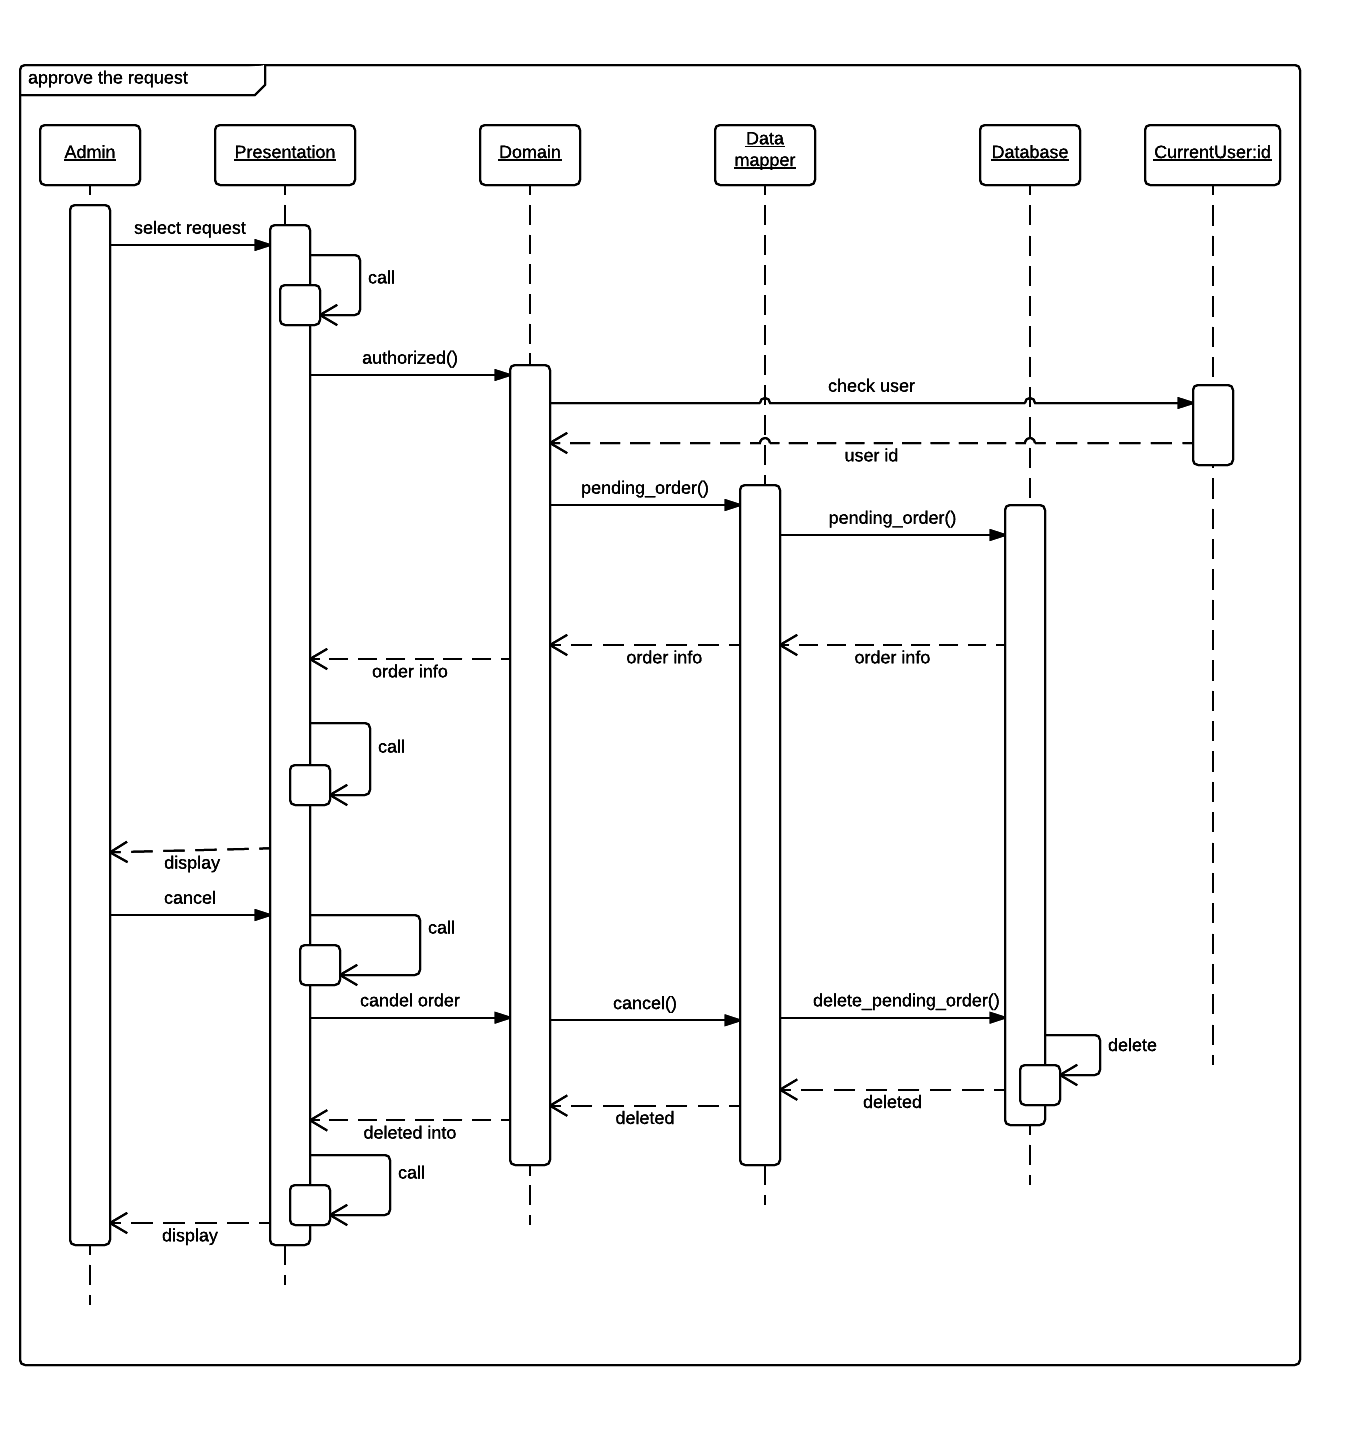 approve the request
Admin
Presentation
Domain
Data
mapper
Database
CurrentUser:id
select request
call
authorized()
check user
user id
pending_order()
pending_order()
order info
order info
order info
call
display
cancel
call
candel order
cancel()
delete_pending_order()
delete
deleted
deleted
deleted into
call
display